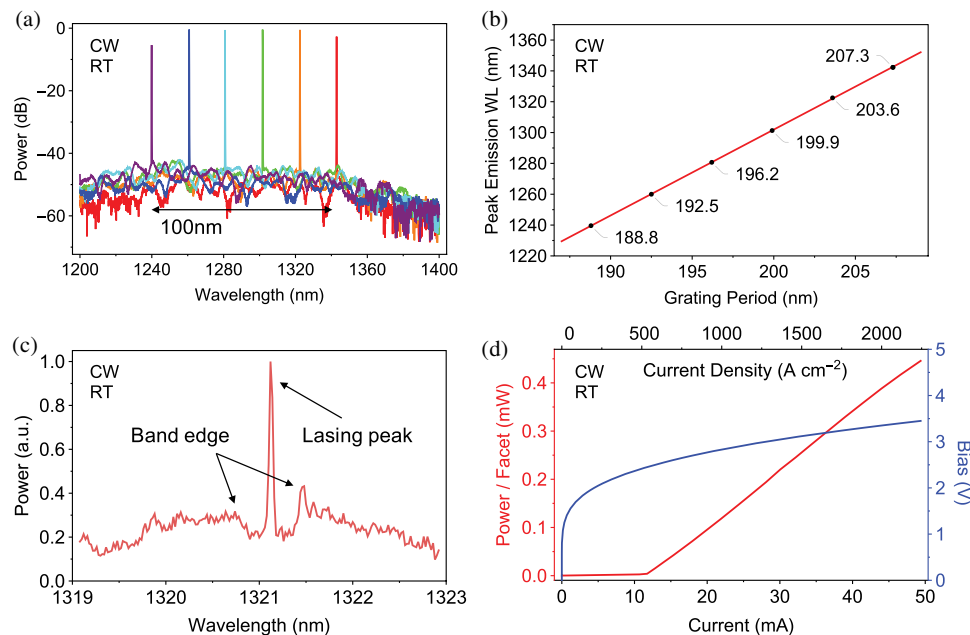 (a)
CW
RT
0
−20
−40
−60
Power (dB)
100nm
1200 1240 1280 1320 1360 1400
Wavelength (nm)
(b)
CW
RT
1360
1340
1320
1300
1280
1260
1240
1220
Peak Emission WL (nm)
207.3
203.6
199.9
196.2
192.5
188.8
190 195 200 205
Grating Period (nm)
(c)
CW
RT
1.0
0.8
0.6
0.4
0.2
0.0
Power (a.u.)
Band edge
Lasing peak
1319 1320 1321 1322 1323
Wavelength (nm)
(d)
0 500 1000 1500 2000
Current Density (A cm⁻²)
CW
RT
0.4
0.3
0.2
0.1
0.0
Power / Facet (mW)
5
4
3
2
1
0
Bias (V)
0 10 20 30 40 50
Current (mA)